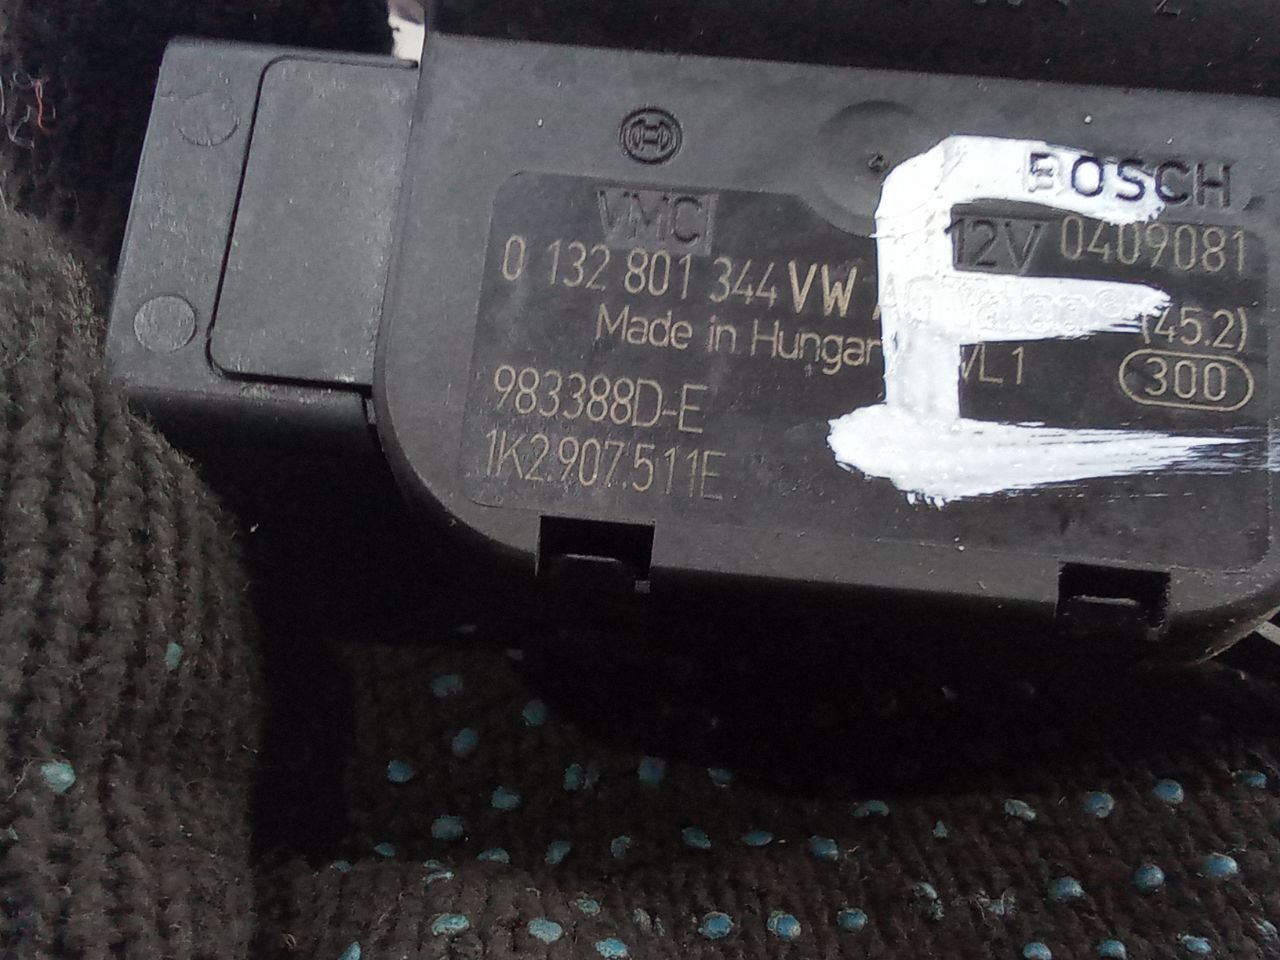 BOSCH
VMC 12V 0409081
0 132 801 344 VW (45.2)
Made in Hungar VL1 300
983388D-E
1K2.907.511E
E